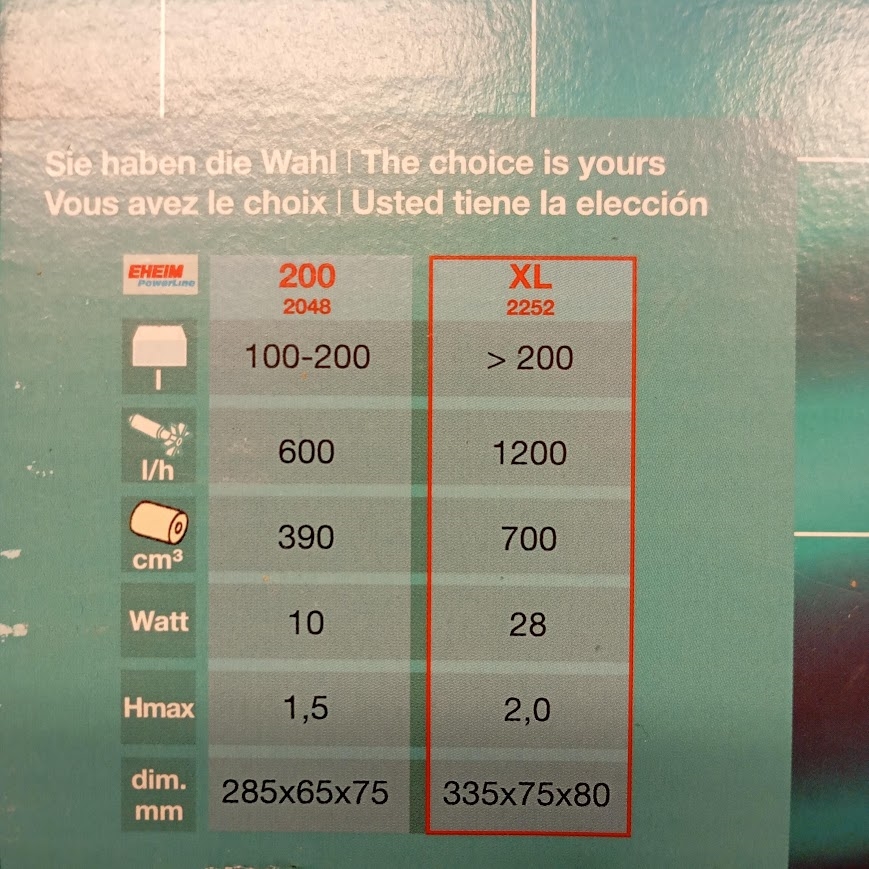 Sie haben die Wahl | The choice is yours
Vous avez le choix | Usted tiene la elección
EHEIM 200 XL
PowerLine 2048 2252
l 100-200 > 200
l/h 600 1200
cm³ 390 700
Watt 10 28
Hmax 1,5 2,0
dim. mm 285x65x75 335x75x80